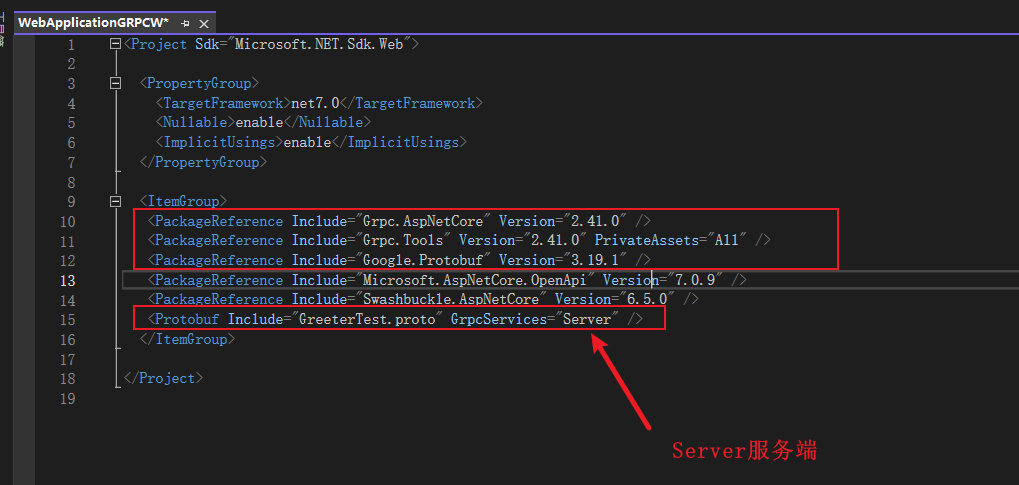 WebApplicationGRPCW*
1 <Project Sdk="Microsoft.NET.Sdk.Web">
2
3 <PropertyGroup>
4 <TargetFramework>net7.0</TargetFramework>
5 <Nullable>enable</Nullable>
6 <ImplicitUsings>enable</ImplicitUsings>
7 </PropertyGroup>
8
9 <ItemGroup>
10 <PackageReference Include="Grpc.AspNetCore" Version="2.41.0" />
11 <PackageReference Include="Grpc.Tools" Version="2.41.0" PrivateAssets="All" />
12 <PackageReference Include="Google.Protobuf" Version="3.19.1" />
13 <PackageReference Include="Microsoft.AspNetCore.OpenApi" Version="7.0.9" />
14 <PackageReference Include="Swashbuckle.AspNetCore" Version="6.5.0" />
15 <Protobuf Include="GreeterTest.proto" GrpcServices="Server" />
16 </ItemGroup>
17
18 </Project>
19
Server服务端